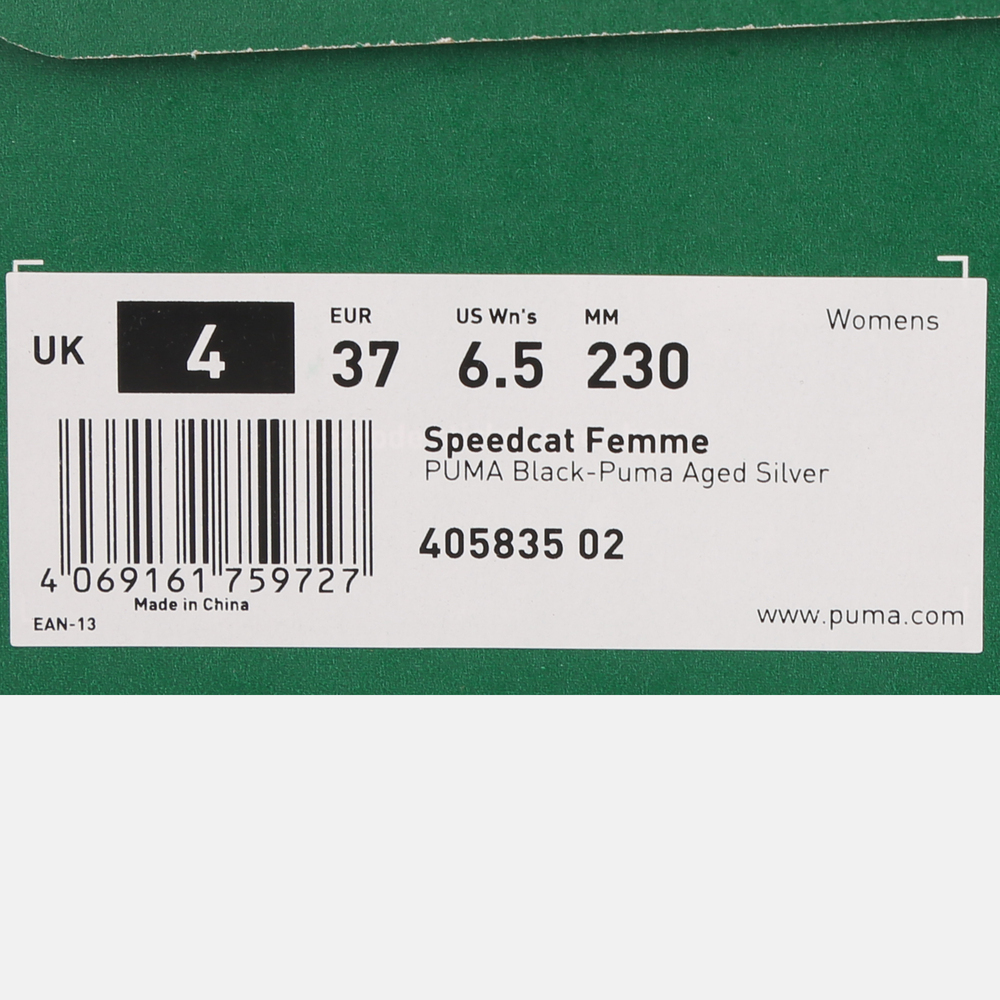 EUR US Wn's MM Womens
UK 4 37 6.5 230
Speedcat Femme
PUMA Black-Puma Aged Silver
405835 02
4 069161 759727
Made in China
EAN-13
www.puma.com